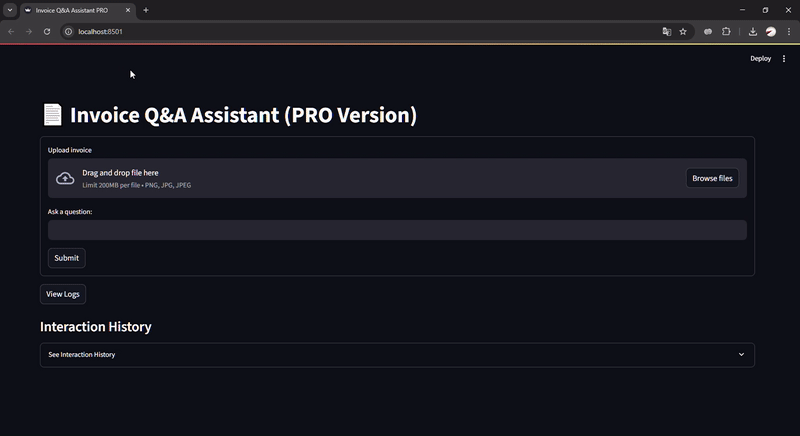 Invoice Q&A Assistant PRO
localhost:8501
Deploy
Invoice Q&A Assistant (PRO Version)
Upload invoice
Drag and drop file here
Limit 200MB per file • PNG, JPG, JPEG
Browse files
Ask a question:
Submit
View Logs
Interaction History
See Interaction History